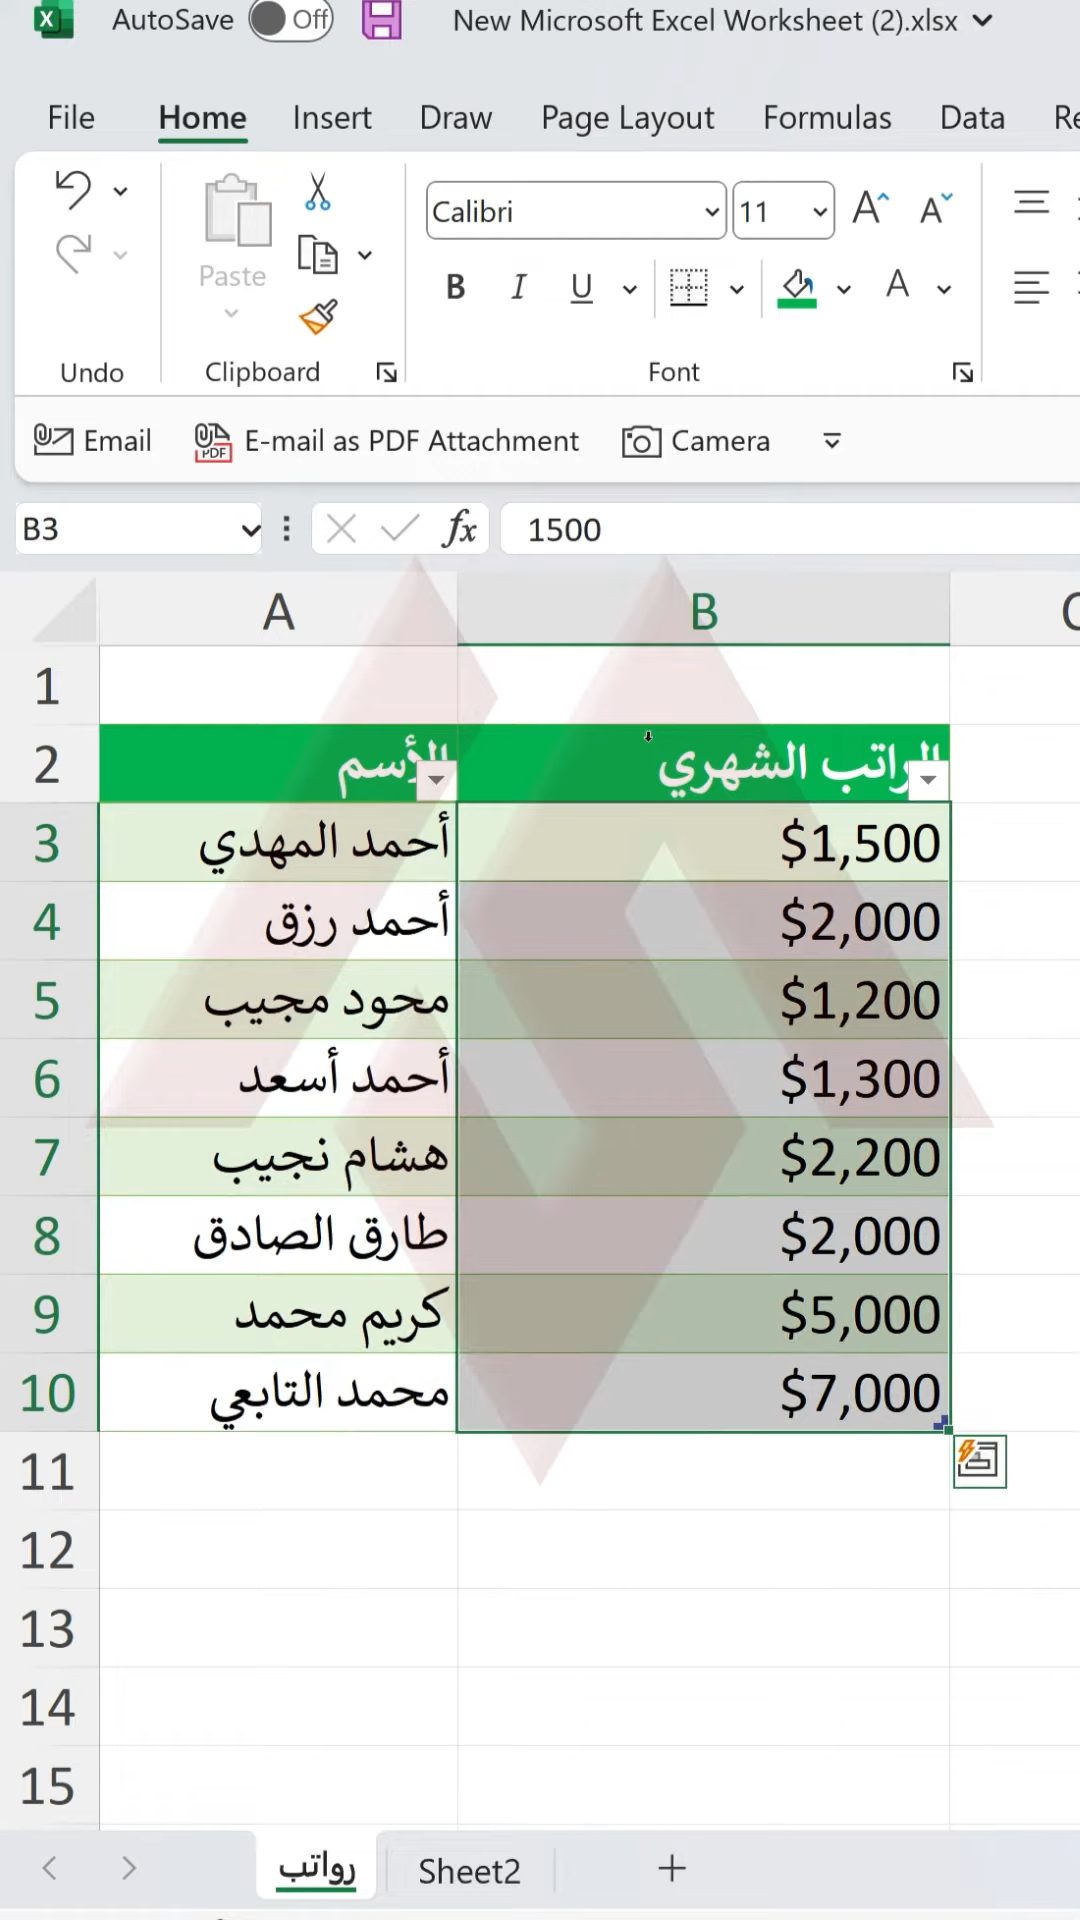 AutoSave Off New Microsoft Excel Worksheet (2).xlsx
File Home Insert Draw Page Layout Formulas Data
Calibri 11
Paste
B I U A
Undo Clipboard Font
Email E-mail as PDF Attachment Camera
B3 fx 1500
A B C
1
2 الأسم الراتب الشهري
3 أحمد المهدي $1,500
4 أحمد رزق $2,000
5 محود مجيب $1,200
6 أحمد أسعد $1,300
7 هشام نجيب $2,200
8 طارق الصادق $2,000
9 كريم محمد $5,000
10 محمد التابعي $7,000
11
12
13
14
15
رواتب Sheet2